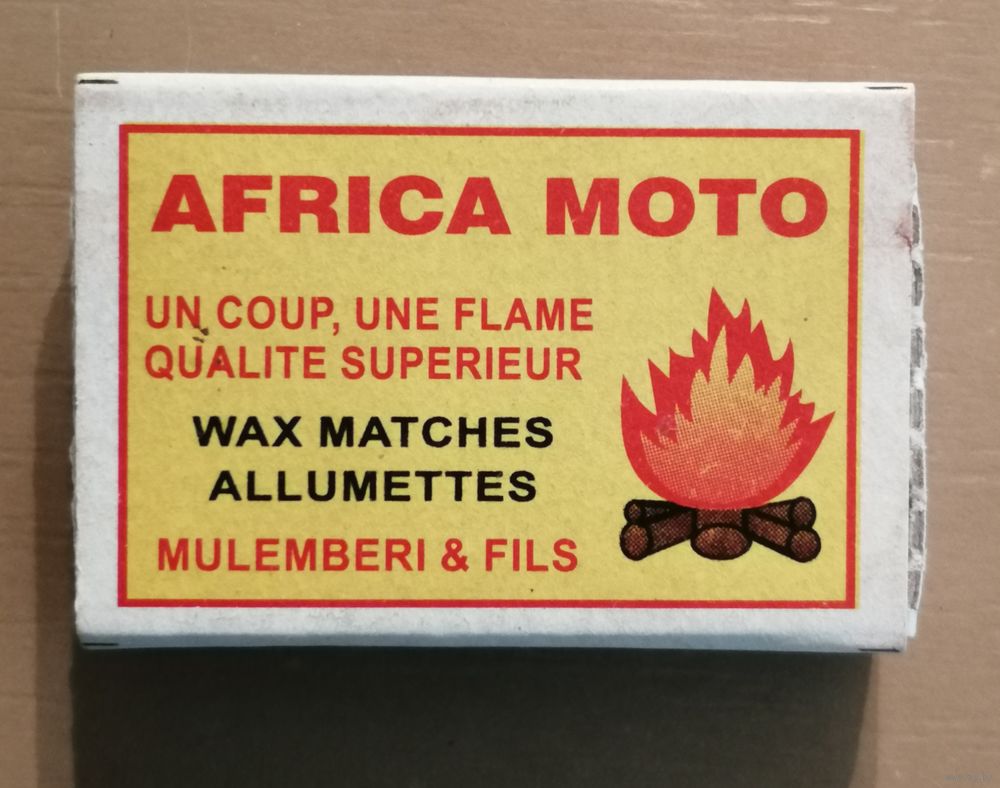 AFRICA MOTO
UN COUP, UNE FLAME
QUALITE SUPERIEUR
WAX MATCHES
ALLUMETTES
MULEMBERI & FILS